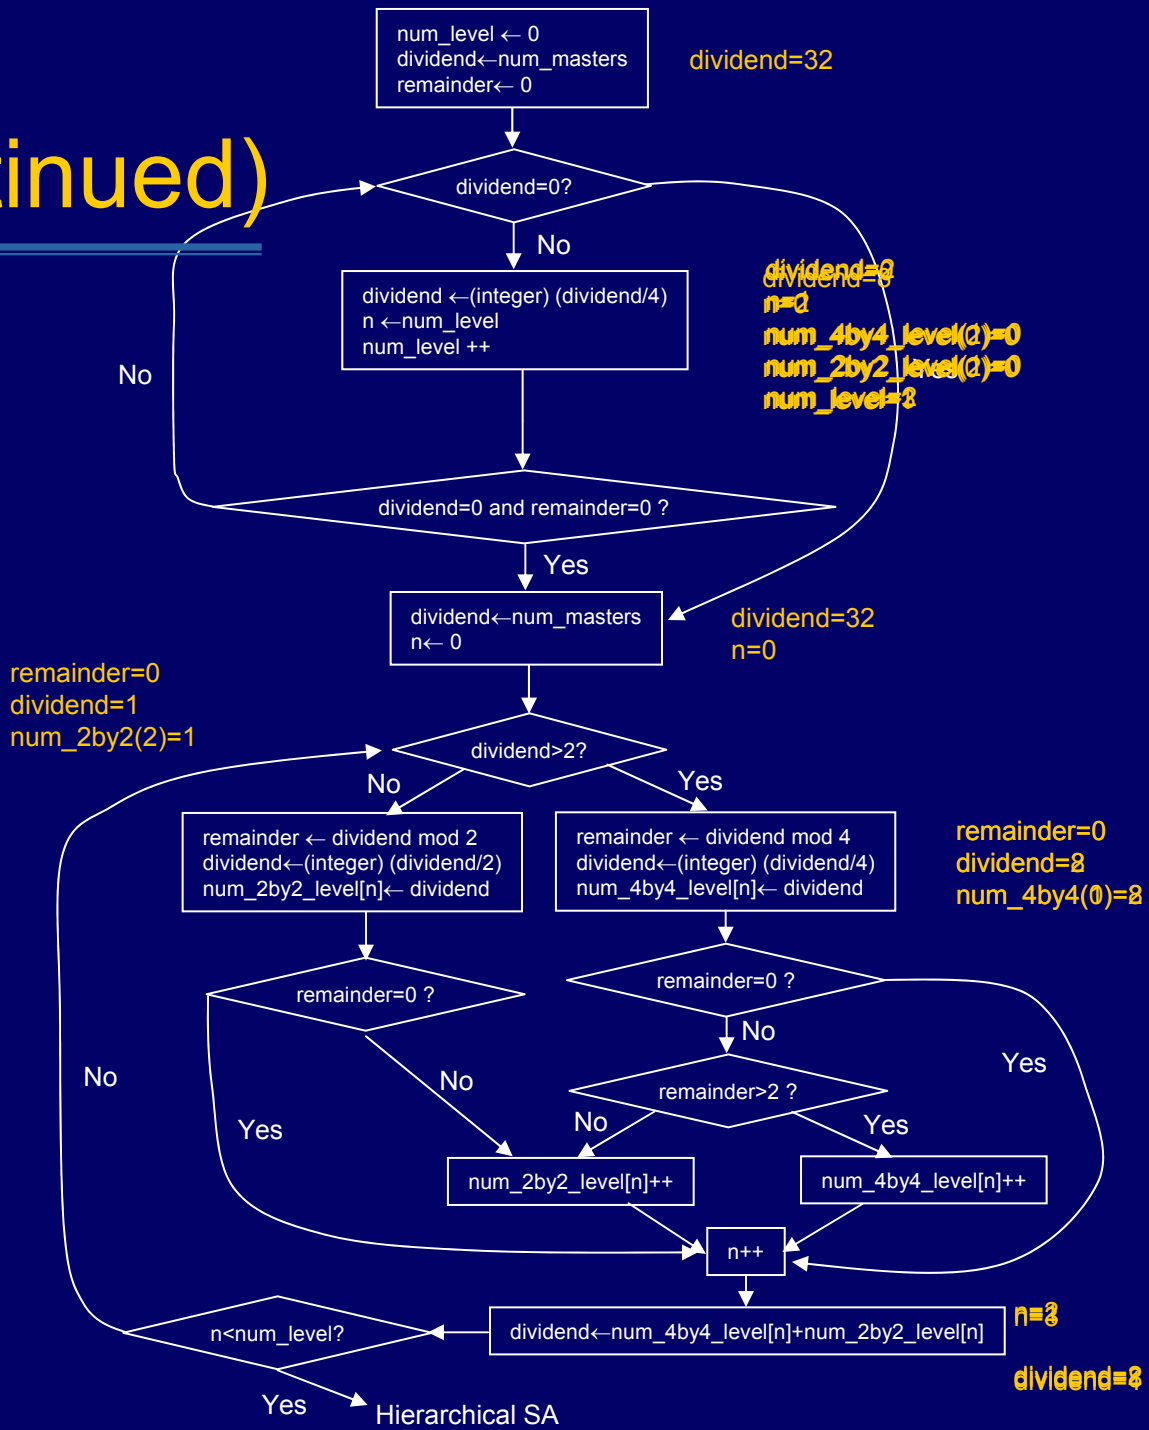 num_level ← 0
dividend←num_masters
remainder← 0
dividend=32
tinued)
dividend=0?
No
dividend ←(integer) (dividend/4)
n ←num_level
num_level ++
No
dividend=0 and remainder=0 ?
Yes
dividend←num_masters
n← 0
dividend=32
n=0
remainder=0
dividend=1
num_2by2(2)=1
dividend>2?
No
Yes
remainder ← dividend mod 2
dividend←(integer) (dividend/2)
num_2by2_level[n]← dividend
remainder ← dividend mod 4
dividend←(integer) (dividend/4)
num_4by4_level[n]← dividend
remainder=0
remainder=0 ?
remainder=0 ?
No
Yes
No
No
remainder>2 ?
Yes
No
Yes
num_2by2_level[n]++
num_4by4_level[n]++
n++
n<num_level?
dividend←num_4by4_level[n]+num_2by2_level[n]
Yes
Hierarchical SA